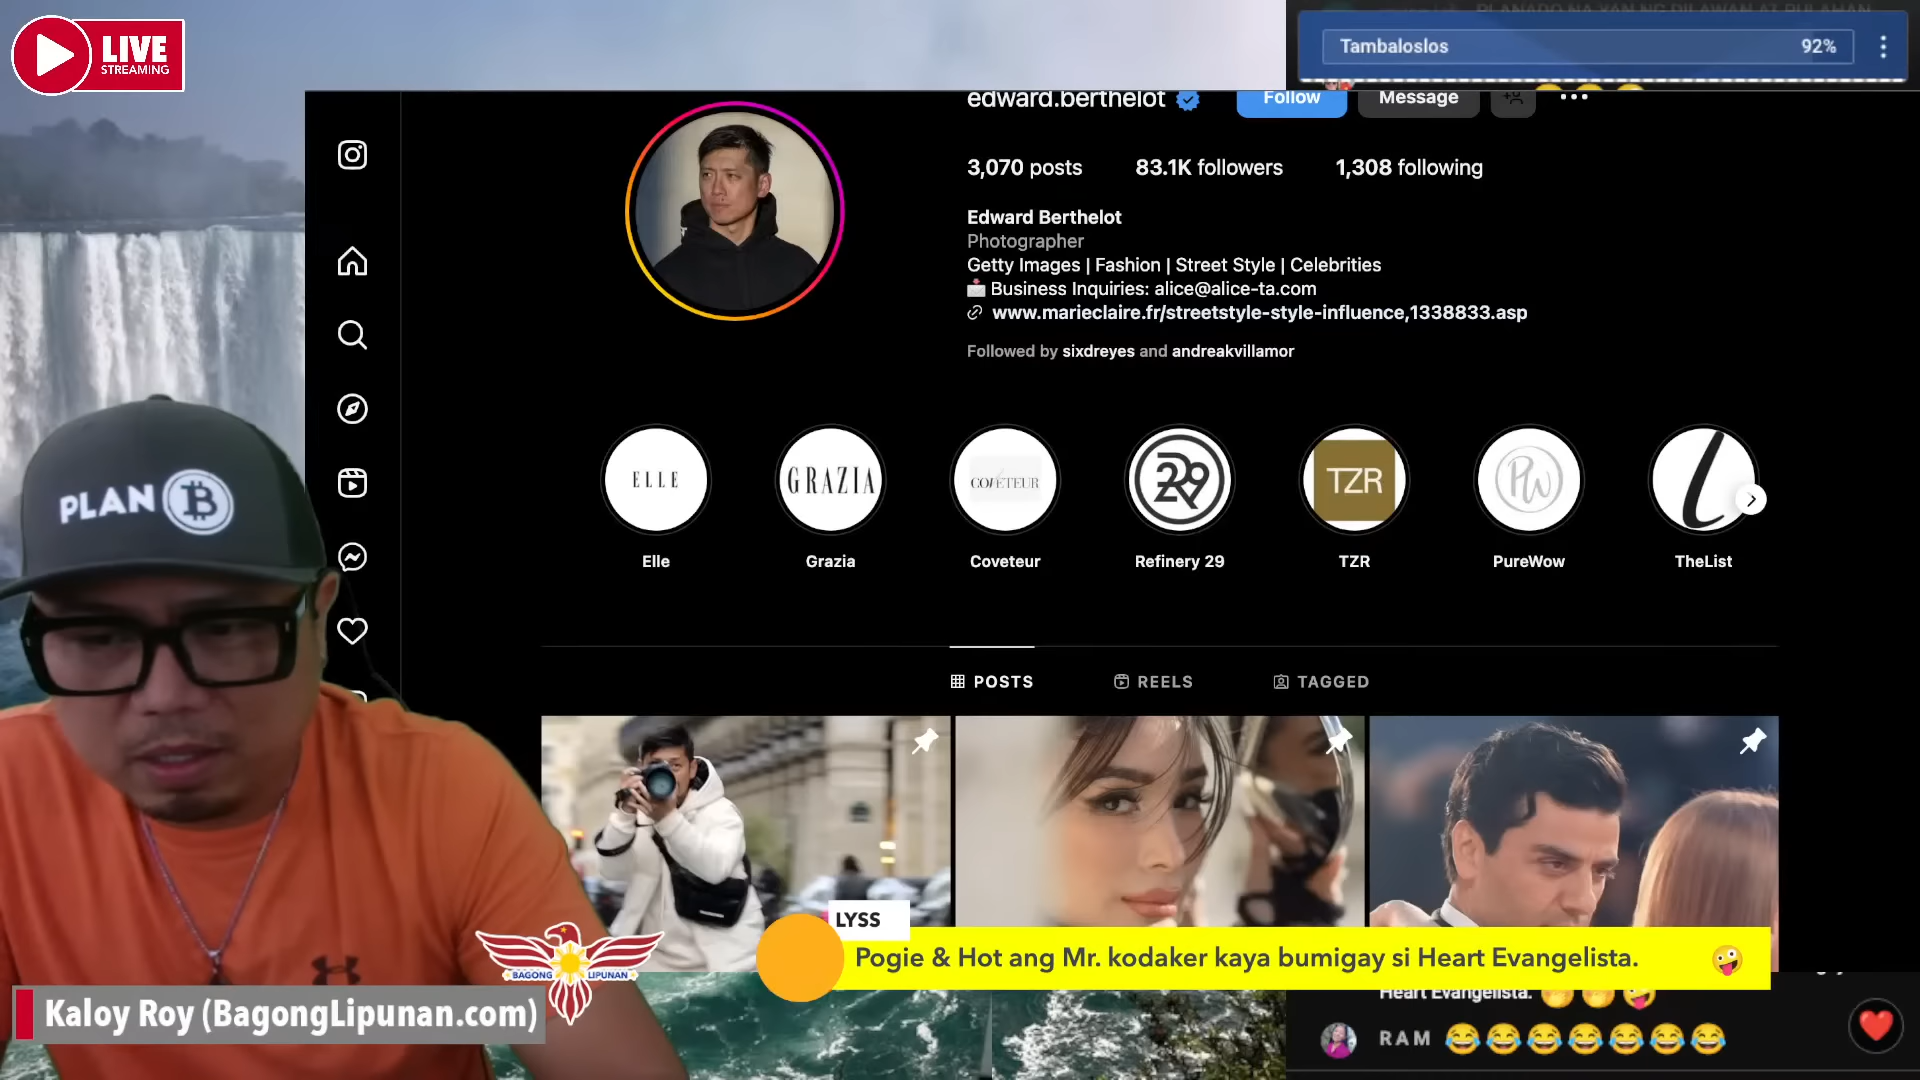 LIVE
STREAMING
Tambaloslos 92%
edward.berthelot Follow Message
3,070 posts 83.1K followers 1,308 following
Edward Berthelot
Photographer
Getty Images | Fashion | Street Style | Celebrities
Business Inquiries: alice@alice-ta.com
www.marieclaire.fr/streetstyle-style-influence,1338833.asp
Followed by sixdreyes and andreakvillamor
ELLE GRAZIA COVETEUR R29 TZR PW
Elle Grazia Coveteur Refinery 29 TZR PureWow TheList
PLAN B
POSTS REELS TAGGED
LYSS
Pogie & Hot ang Mr. kodaker kaya bumigay si Heart Evangelista.
BAGONG LIPUNAN
Kaloy Roy (BagongLipunan.com)
Heart Evangelista.
RAM